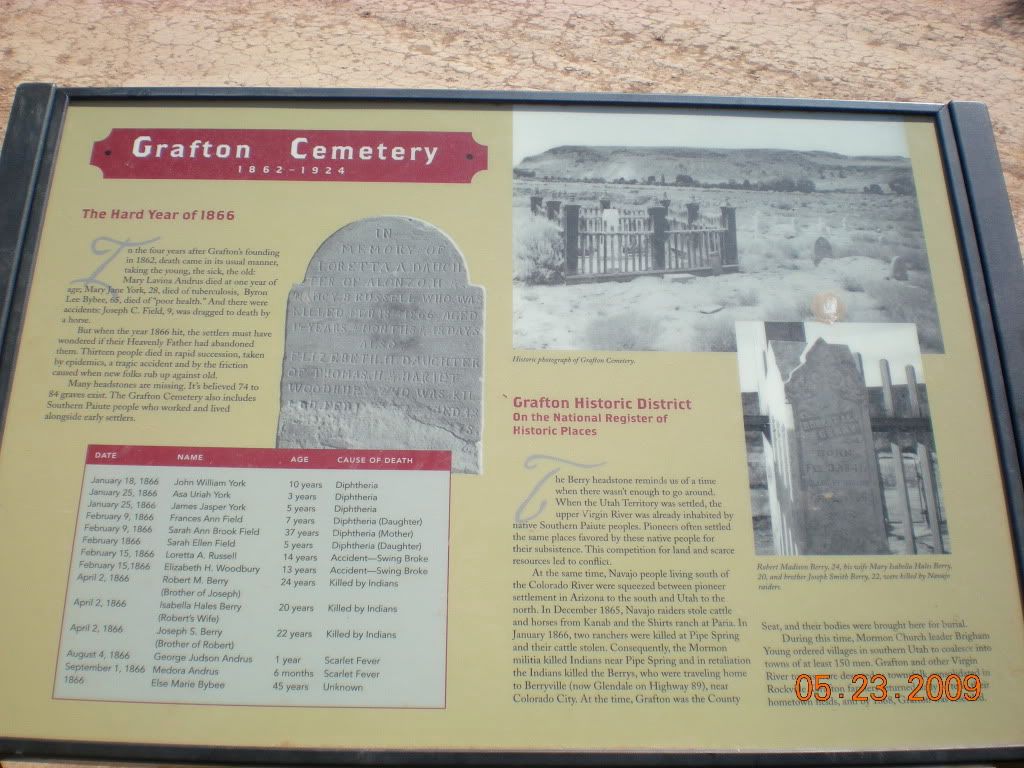 Grafton Cemetery
1862–1924
The Hard Year of 1866
In the four years after Grafton's founding
in 1862, death came in its usual manner,
taking the young, the sick, the old:
Mary Lavina Andrus died at one year of
age; Mary Jane York, 28, died of tuberculosis, Byron
Lee Bybee, 65, died of "poor health." And there were
accidents: Joseph C. Field, 9, was dragged to death by
a horse.
But when the year 1866 hit, the settlers must have
wondered if their Heavenly Father had abandoned
them. Thirteen people died in rapid succession, taken
by epidemics, a tragic accident and by the friction
caused when new folks rub up against old.
Many headstones are missing. It's believed 74 to
84 graves exist. The Grafton Cemetery also includes
Southern Paiute people who worked and lived
alongside early settlers.
IN
MEMORY OF
LORETTA A. DAUGH
TER OF ALONZO H. &
NANCY B RUSSELL WHO WAS
KILLED FEB 15 1866 AGED
14 YEARS MONTHS & 18 DAYS
ALSO
ELIZEBETH H. DAUGHTER
OF THOMAS H & HARIET
WOODBURY WHO WAS KIL
DATE NAME AGE CAUSE OF DEATH
January 18, 1866 John William York 10 years Diphtheria
January 25, 1866 Asa Uriah York 3 years Diphteria
January 25, 1866 James Jasper York 5 years Diphtheria
February 9, 1866 Frances Ann Field 7 years Diphtheria (Daughter)
February 9, 1866 Sarah Ann Brook Field 37 years Diphtheria (Mother)
February 1866 Sarah Ellen Field 5 years Diphtheria (Daughter)
February 15, 1866 Loretta A. Russell 14 years Accident—Swing Broke
February 15,1866 Elizabeth H. Woodbury 13 years Accident—Swing Broke
April 2, 1866 Robert M. Berry 24 years Killed by Indians
(Brother of Joseph)
April 2, 1866 Isabella Hales Berry 20 years Killed by Indians
(Robert's Wife)
April 2, 1866 Joseph S. Berry 22 years Killed by Indians
(Brother of Robert)
August 4, 1866 George Judson Andrus 1 year Scarlet Fever
September 1, 1866 Medora Andrus 6 months Scarlet Fever
1866 Else Marie Bybee 45 years Unknown
Historic photograph of Grafton Cemetery.
Grafton Historic District
On the National Register of
Historic Places
The Berry headstone reminds us of a time
when there wasn't enough to go around.
When the Utah Territory was settled, the
upper Virgin River was already inhabited by
native Southern Paiute peoples. Pioneers often settled
the same places favored by these native people for
their subsistence. This competition for land and scarce
resources led to conflict.
At the same time, Navajo people living south of
the Colorado River were squeezed between pioneer
settlement in Arizona to the south and Utah to the
north. In December 1865, Navajo raiders stole cattle
and horses from Kanab and the Shirts ranch at Paria. In
January 1866, two ranchers were killed at Pipe Spring
and their cattle stolen. Consequently, the Mormon
militia killed Indians near Pipe Spring and in retaliation
the Indians killed the Berrys, who were traveling home
to Berryville (now Glendale on Highway 89), near
Colorado City. At the time, Grafton was the County
BORN
Robert Madison Berry, 24, his wife Mary Isabella Hales Berry,
20, and brother Joseph Smith Berry, 22, were killed by Navajo
raiders.
Seat, and their bodies were brought here for burial.
During this time, Mormon Church leader Brigham
Young ordered villages in southern Utah to coalesce into
towns of at least 150 men. Grafton and other Virgin
River
Rockv
hometown fields, and by 1868, Grafton
05.23.2009